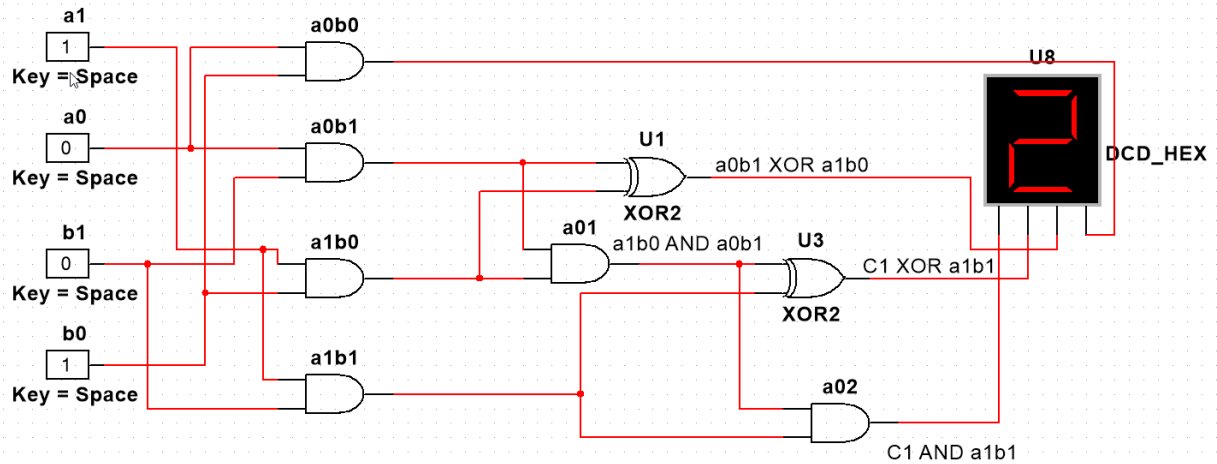 a1
1
Key = Space
a0
0
Key = Space
b1
0
Key = Space
b0
1
Key = Space
a0b0
a0b1
a1b0
a1b1
U1
XOR2
a0b1 XOR a1b0
a01
a1b0 AND a0b1
U3
XOR2
C1 XOR a1b1
a02
C1 AND a1b1
U8
2
DCD_HEX